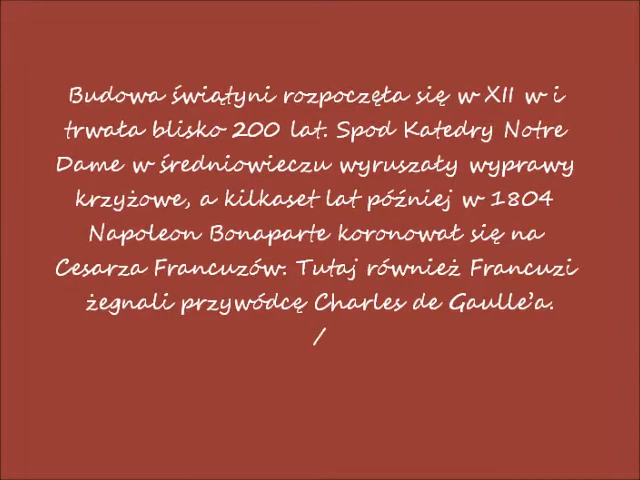 Budowa świątyni rozpoczęła się w XII w i
trwała blisko 200 lat. Spod Katedry Notre
Dame w średniowieczu wyruszały wyprawy
krzyżowe, a kilkaset lat później w 1804
Napoleon Bonaparte koronował się na
Cesarza Francuzów. Tutaj również Francuzi
żegnali przywódcę Charles de Gaulle’a.
/